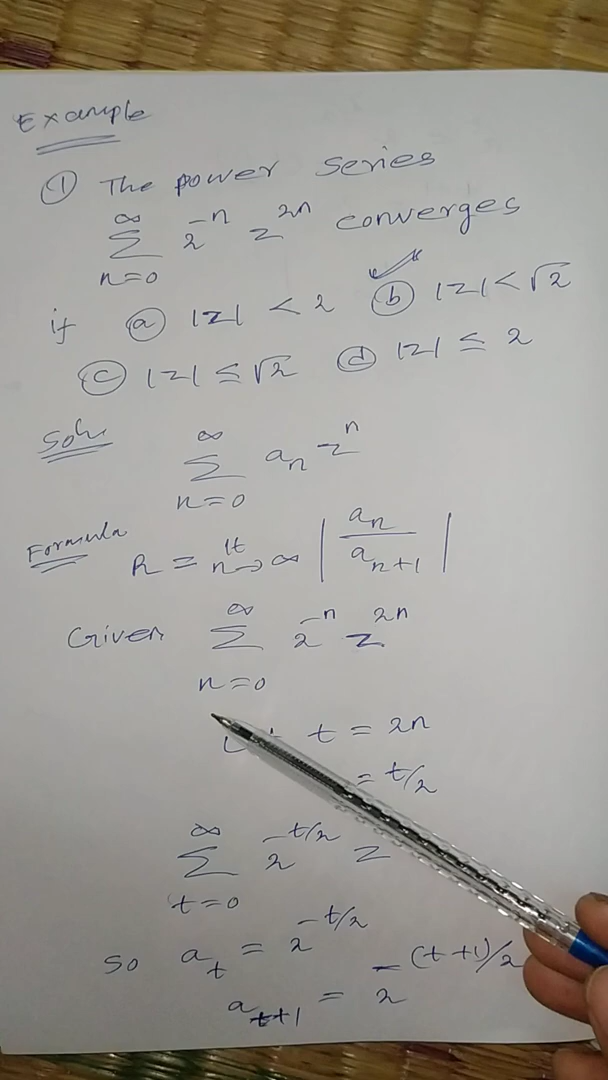 Example
① The power series
∞
Σ 2^{-n} z^{2n} converges
n=0
if ⓐ |z| < 2 ⓑ |z| < √2
ⓒ |z| ≤ √2 ⓓ |z| ≤ 2
Soln
∞
Σ a_n z^n
n=0
Formula R = lt n→∞ | a_n / a_{n+1} |
Given ∞
Σ 2^{-n} z^{2n}
n=0
t = 2n
= t/2
∞
Σ 2^{-t/2} z
t=0
So a_t = 2^{-t/2}
a_{t+1} = 2^{-(t+1)/2}